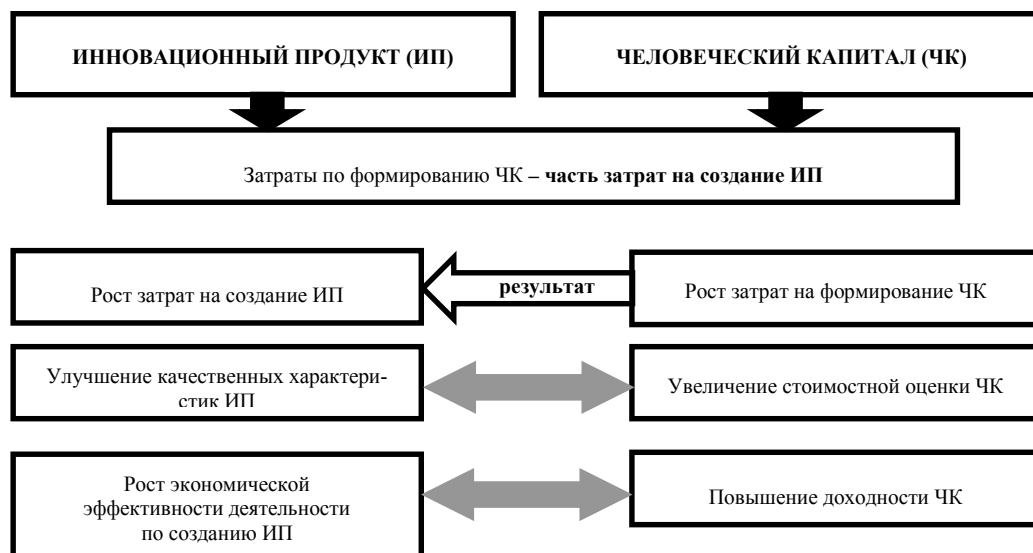 ИННОВАЦИОННЫЙ ПРОДУКТ (ИП)
ЧЕЛОВЕЧЕСКИЙ КАПИТАЛ (ЧК)
Затраты по формированию ЧК – часть затрат на создание ИП
Рост затрат на создание ИП
результат
Рост затрат на формирование ЧК
Улучшение качественных характери-
стик ИП
Увеличение стоимостной оценки ЧК
Рост экономической
эффективности деятельности
по созданию ИП
Повышение доходности ЧК